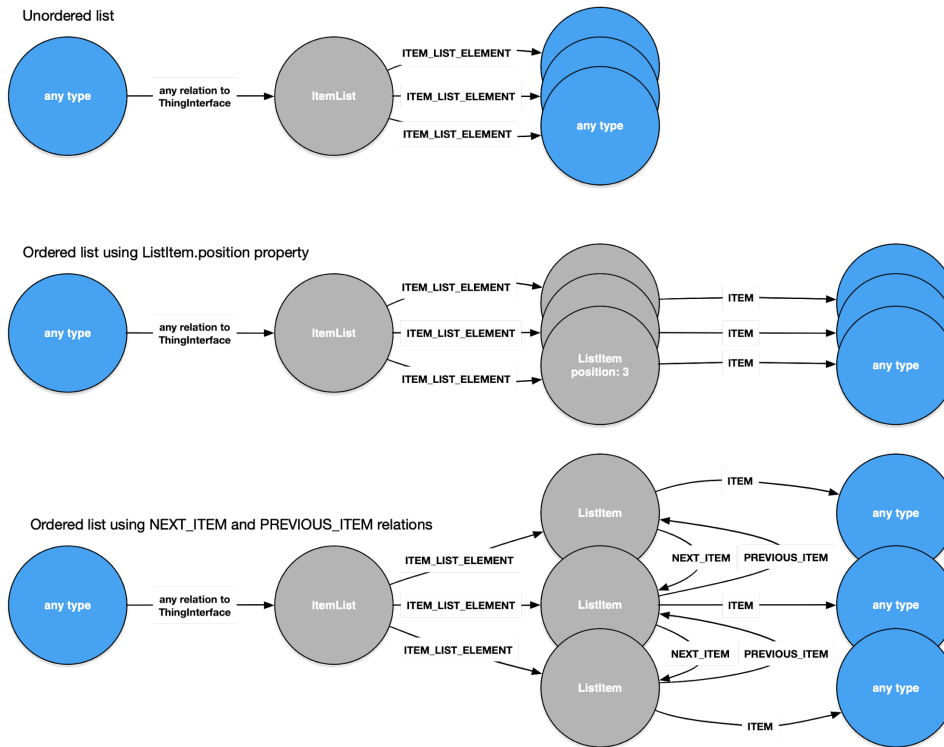 Unordered list
any type
any relation to
ThingInterface
ItemList
ITEM_LIST_ELEMENT
ITEM_LIST_ELEMENT
ITEM_LIST_ELEMENT
any type
Ordered list using ListItem.position property
any type
any relation to
ThingInterface
ItemList
ITEM_LIST_ELEMENT
ITEM_LIST_ELEMENT
ITEM_LIST_ELEMENT
ListItem
position: 3
ITEM
ITEM
ITEM
any type
Ordered list using NEXT_ITEM and PREVIOUS_ITEM relations
any type
any relation to
ThingInterface
ItemList
ITEM_LIST_ELEMENT
ITEM_LIST_ELEMENT
ITEM_LIST_ELEMENT
ListItem
ITEM
any type
NEXT_ITEM
PREVIOUS_ITEM
ListItem
ITEM
any type
NEXT_ITEM
PREVIOUS_ITEM
ListItem
ITEM
any type